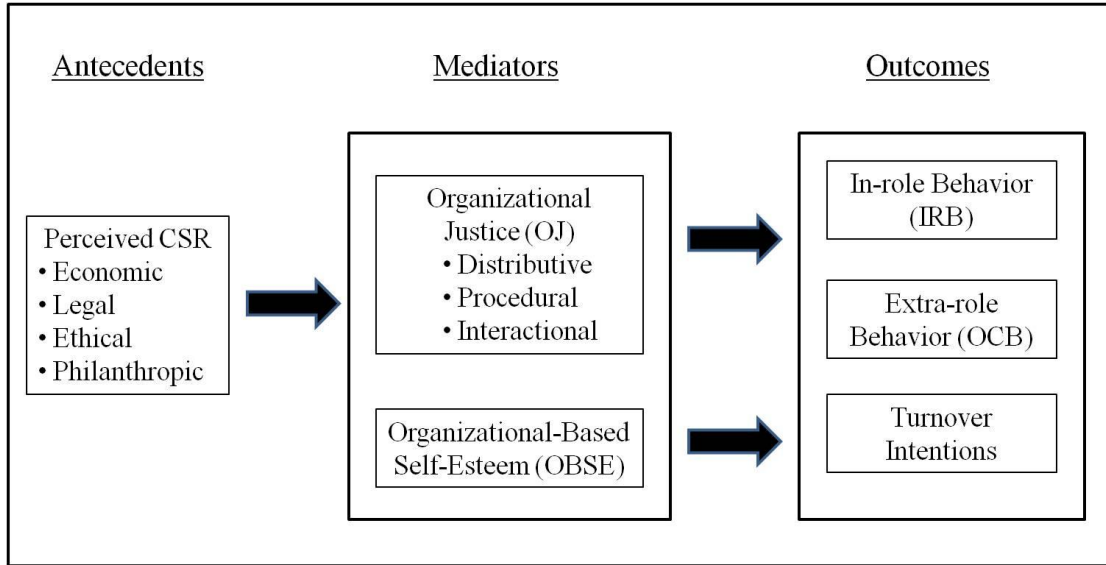 Antecedents
Mediators
Outcomes
Perceived CSR
• Economic
• Legal
• Ethical
• Philanthropic
Organizational
Justice (OJ)
• Distributive
• Procedural
• Interactional
Organizational-Based
Self-Esteem (OBSE)
In-role Behavior
(IRB)
Extra-role
Behavior (OCB)
Turnover
Intentions